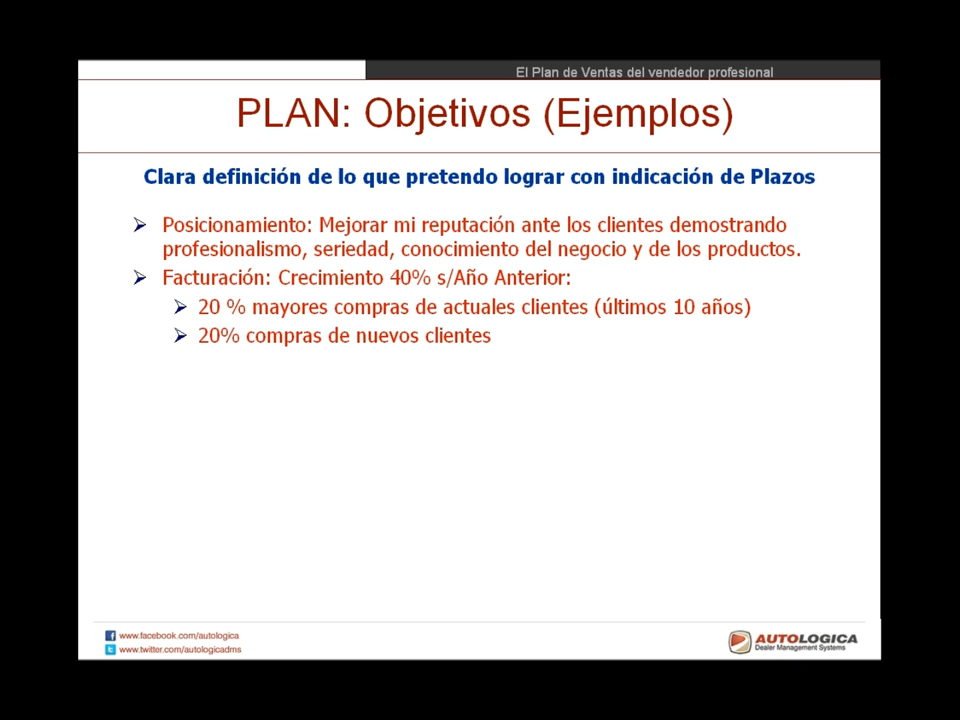 El Plan de Ventas del vendedor profesional
PLAN: Objetivos (Ejemplos)
Clara definición de lo que pretendo lograr con indicación de Plazos
Posicionamiento: Mejorar mi reputación ante los clientes demostrando
profesionalismo, seriedad, conocimiento del negocio y de los productos.
Facturación: Crecimiento 40% s/Año Anterior:
20 % mayores compras de actuales clientes (últimos 10 años)
20% compras de nuevos clientes
www.facebook.com/autologica
www.twitter.com/autologicadms
AUTOLOGICA
Dealer Management Systems